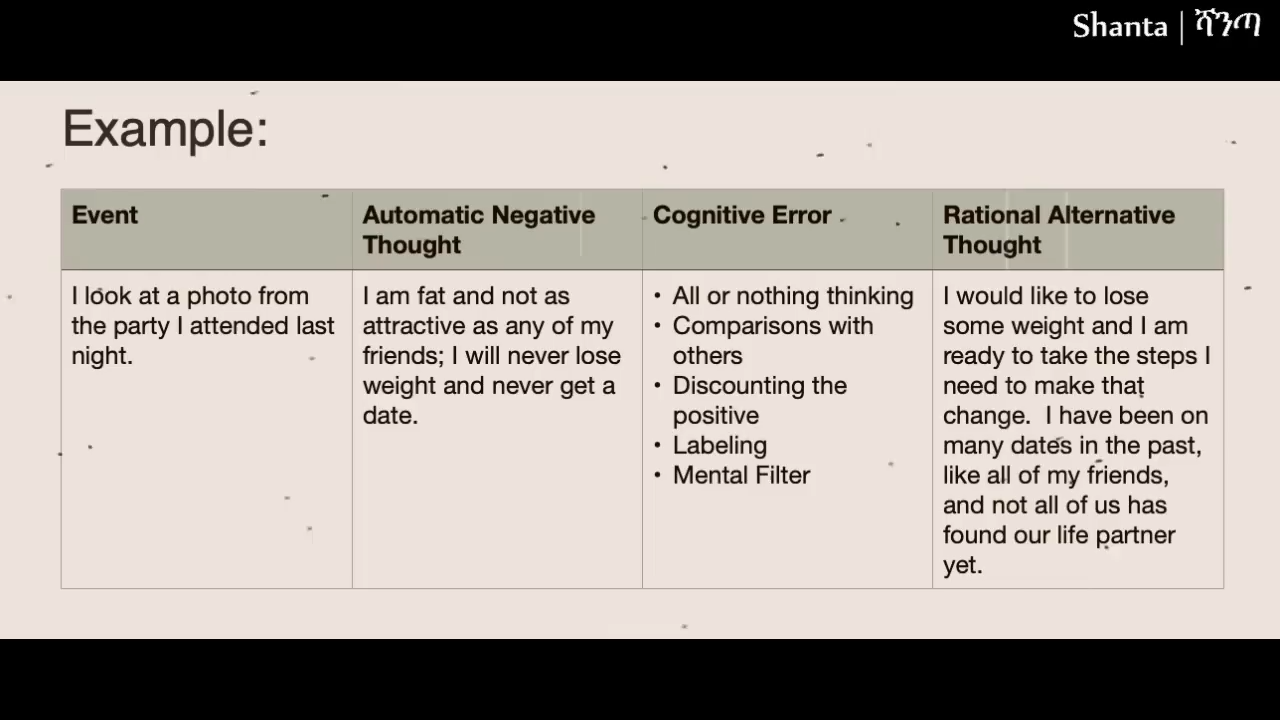 Shanta | ሻንጣ
Example:
Event
Automatic Negative
Thought
Cognitive Error
Rational Alternative
Thought
I look at a photo from
the party I attended last
night.
I am fat and not as
attractive as any of my
friends; I will never lose
weight and never get a
date.
• All or nothing thinking
• Comparisons with
others
• Discounting the
positive
• Labeling
• Mental Filter
I would like to lose
some weight and I am
ready to take the steps I
need to make that
change.  I have been on
many dates in the past,
like all of my friends,
and not all of us has
found our life partner
yet.